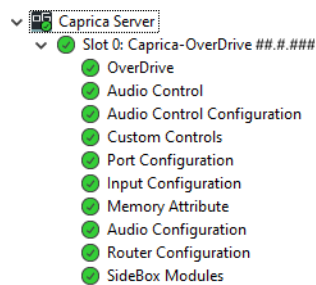 Caprica Server
Slot 0: Caprica-OverDrive ##.#.###
OverDrive
Audio Control
Audio Control Configuration
Custom Controls
Port Configuration
Input Configuration
Memory Attribute
Audio Configuration
Router Configuration
SideBox Modules